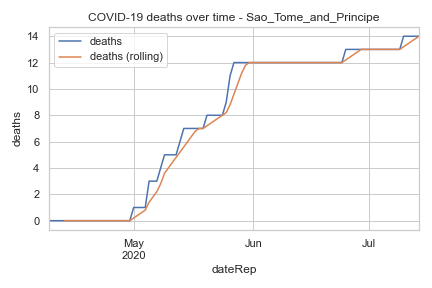 COVID-19 deaths over time - Sao_Tome_and_Principe
deaths
deaths (rolling)
14
12
10
8
6
4
2
0
deaths
May
2020
Jun
Jul
dateRep